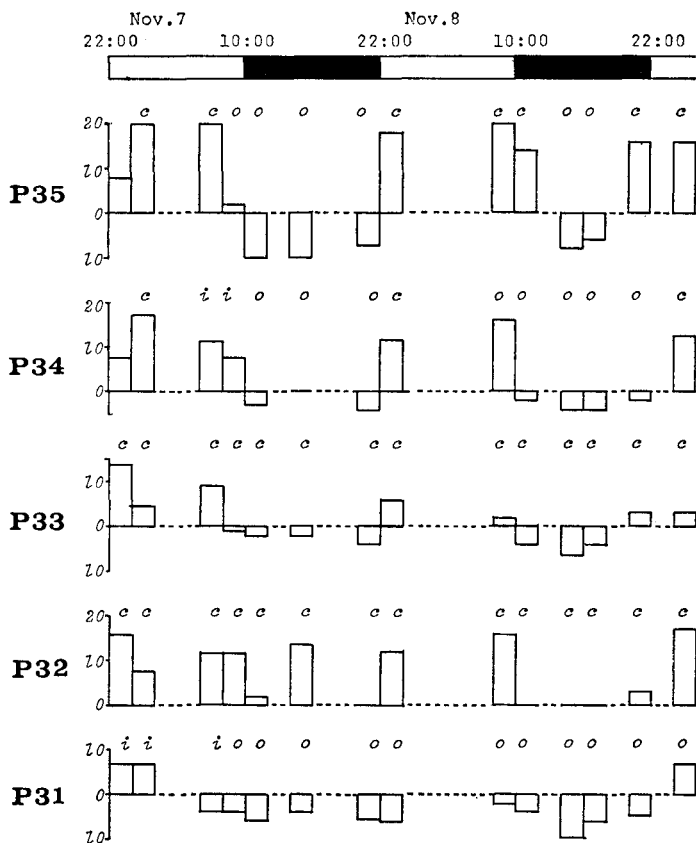 Nov.7 Nov.8
22:00 10:00 22:00 10:00 22:00
c c o o o o c c c o o c c
20
10
P35
0
10
c i i o o o c o o o o o c
20
10
P34
0
c c c c c c c c c c c c c c
10
P33
0
10
c c c c c c c c c c c c c c
20
10
P32
0
i i i o o o o o o o o o o o
10
P31
0
10